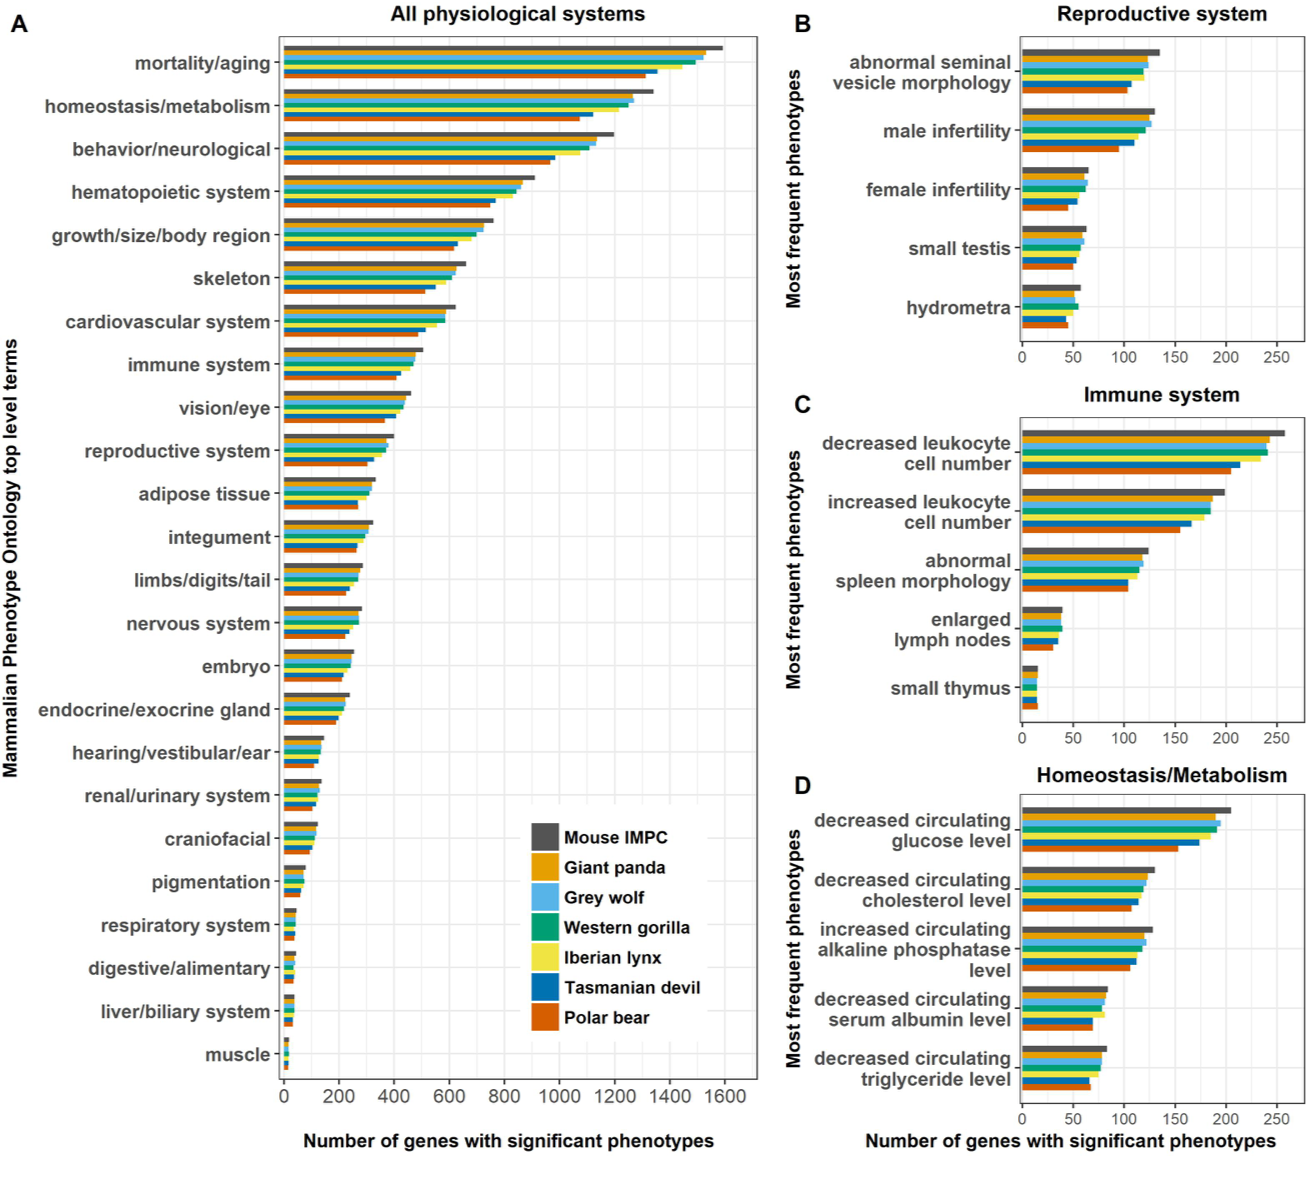 A
All physiological systems
Mammalian Phenotype Ontology top level terms
mortality/aging
homeostasis/metabolism
behavior/neurological
hematopoietic system
growth/size/body region
skeleton
cardiovascular system
immune system
vision/eye
reproductive system
adipose tissue
integument
limbs/digits/tail
nervous system
embryo
endocrine/exocrine gland
hearing/vestibular/ear
renal/urinary system
craniofacial
pigmentation
respiratory system
digestive/alimentary
liver/biliary system
muscle
Mouse IMPC
Giant panda
Grey wolf
Western gorilla
Iberian lynx
Tasmanian devil
Polar bear
0 200 400 600 800 1000 1200 1400 1600
Number of genes with significant phenotypes
B
Reproductive system
Most frequent phenotypes
abnormal seminal
vesicle morphology
male infertility
female infertility
small testis
hydrometra
0 50 100 150 200 250
C
Immune system
Most frequent phenotypes
decreased leukocyte
cell number
increased leukocyte
cell number
abnormal
spleen morphology
enlarged
lymph nodes
small thymus
0 50 100 150 200 250
D
Homeostasis/Metabolism
Most frequent phenotypes
decreased circulating
glucose level
decreased circulating
cholesterol level
increased circulating
alkaline phosphatase
level
decreased circulating
serum albumin level
decreased circulating
triglyceride level
0 50 100 150 200 250
Number of genes with significant phenotypes